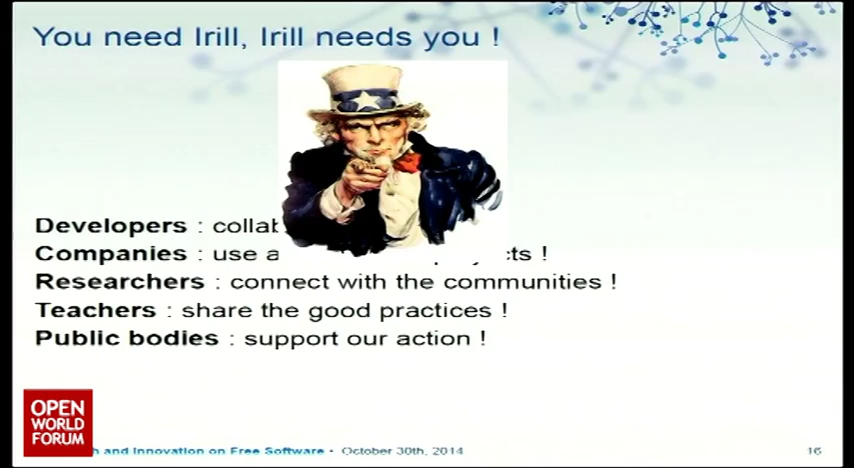 You need Irill, Irill needs you !
Developers : collab
Companies : use a cts !
Researchers : connect with the communities !
Teachers : share the good practices !
Public bodies : support our action !
OPEN
WORLD
FORUM
h and Innovation on Free Software • October 30th, 2014
16